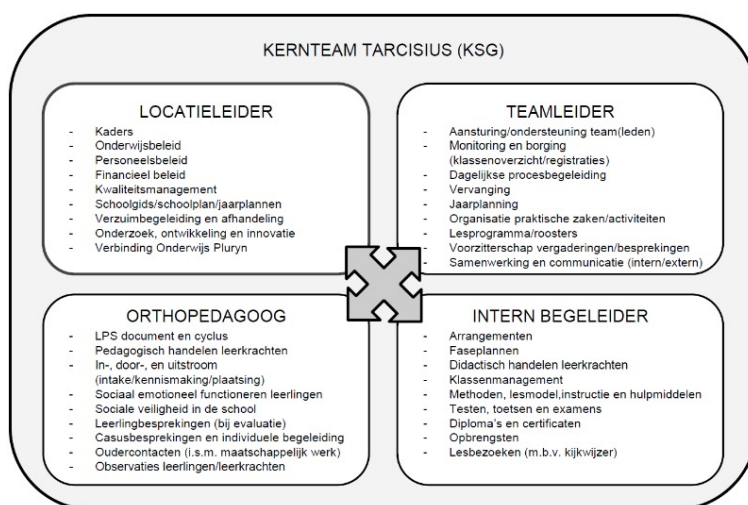 KERNTEAM TARCISIUS (KSG)
LOCATIELEIDER
- Kaders
- Onderwijsbeleid
- Personeelsbeleid
- Financieel beleid
- Kwaliteitsmanagement
- Schoolgids/schoolplan/jaarplannen
- Verzuimbegeleiding en afhandeling
- Onderzoek, ontwikkeling en innovatie
- Verbinding Onderwijs Pluryn
TEAMLEIDER
- Aansturing/ondersteuning team(leden)
- Monitoring en borging
(klassenoverzicht/registraties)
- Dagelijkse procesbegeleiding
- Vervanging
- Jaarplanning
- Organisatie praktische zaken/activiteiten
- Lesprogramma/roosters
- Voorzitterschap vergaderingen/besprekingen
- Samenwerking en communicatie (intern/extern)
ORTHOPEDAGOOG
- LPS document en cyclus
- Pedagogisch handelen leerkrachten
- In-, door-, en uitstroom
(intake/kennismaking/plaatsing)
- Sociaal emotioneel functioneren leerlingen
- Sociale veiligheid in de school
- Leerlingbesprekingen (bij evaluatie)
- Casusbesprekingen en individuele begeleiding
- Oudercontacten (i.s.m. maatschappelijk werk)
- Observaties leerlingen/leerkrachten
INTERN BEGELEIDER
- Arrangementen
- Faseplannen
- Didactisch handelen leerkrachten
- Klassenmanagement
- Methoden, lesmodel,instructie en hulpmiddelen
- Testen, toetsen en examens
- Diploma's en certificaten
- Opbrengsten
- Lesbezoeken (m.b.v. kijkwijzer)